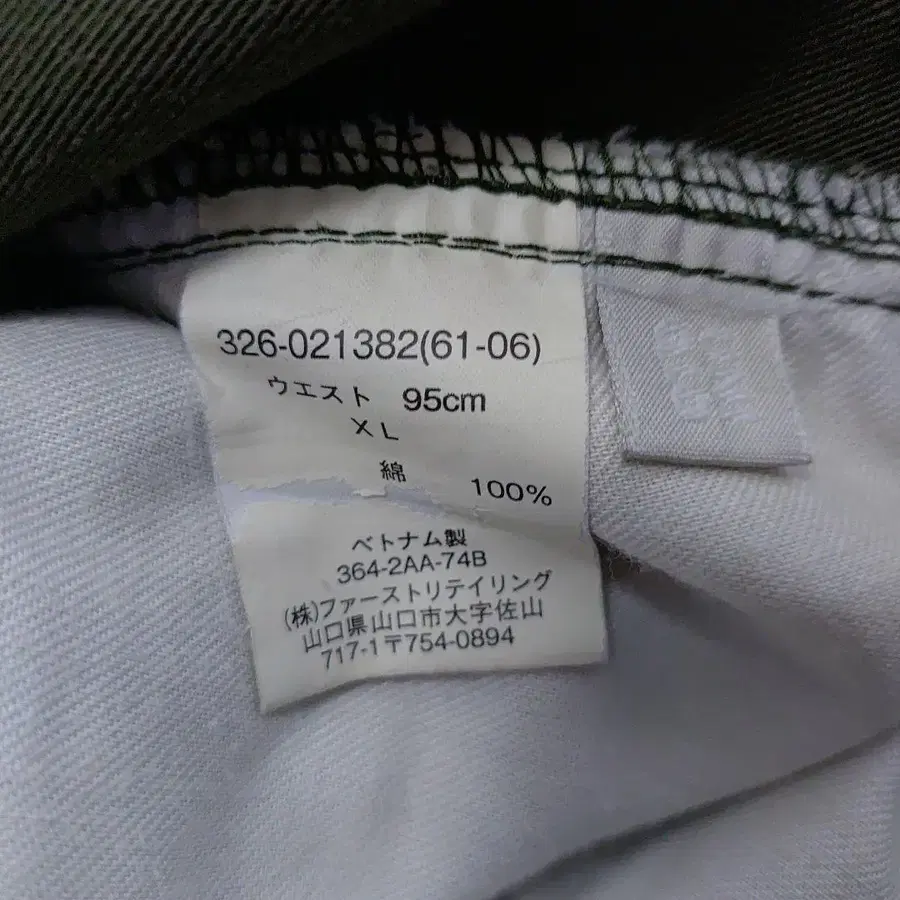 326-021382(61-06)
ウエスト 95cm
XL
綿 100%
ベトナム製
364-2AA-74B
(株)ファーストリテイリング
山口県山口市大字佐山
717-1〒754-0894